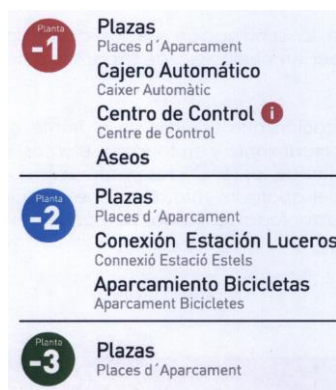 Planta
-1
Plazas
Places d´Aparcament
Cajero Automático
Caixer Automàtic
Centro de Control i
Centre de Control
Aseos
Planta
-2
Plazas
Places d´Aparcament
Conexión Estación Luceros
Connexió Estació Estels
Aparcamiento Bicicletas
Aparcament Bicicletes
Planta
-3
Plazas
Places d´Aparcament